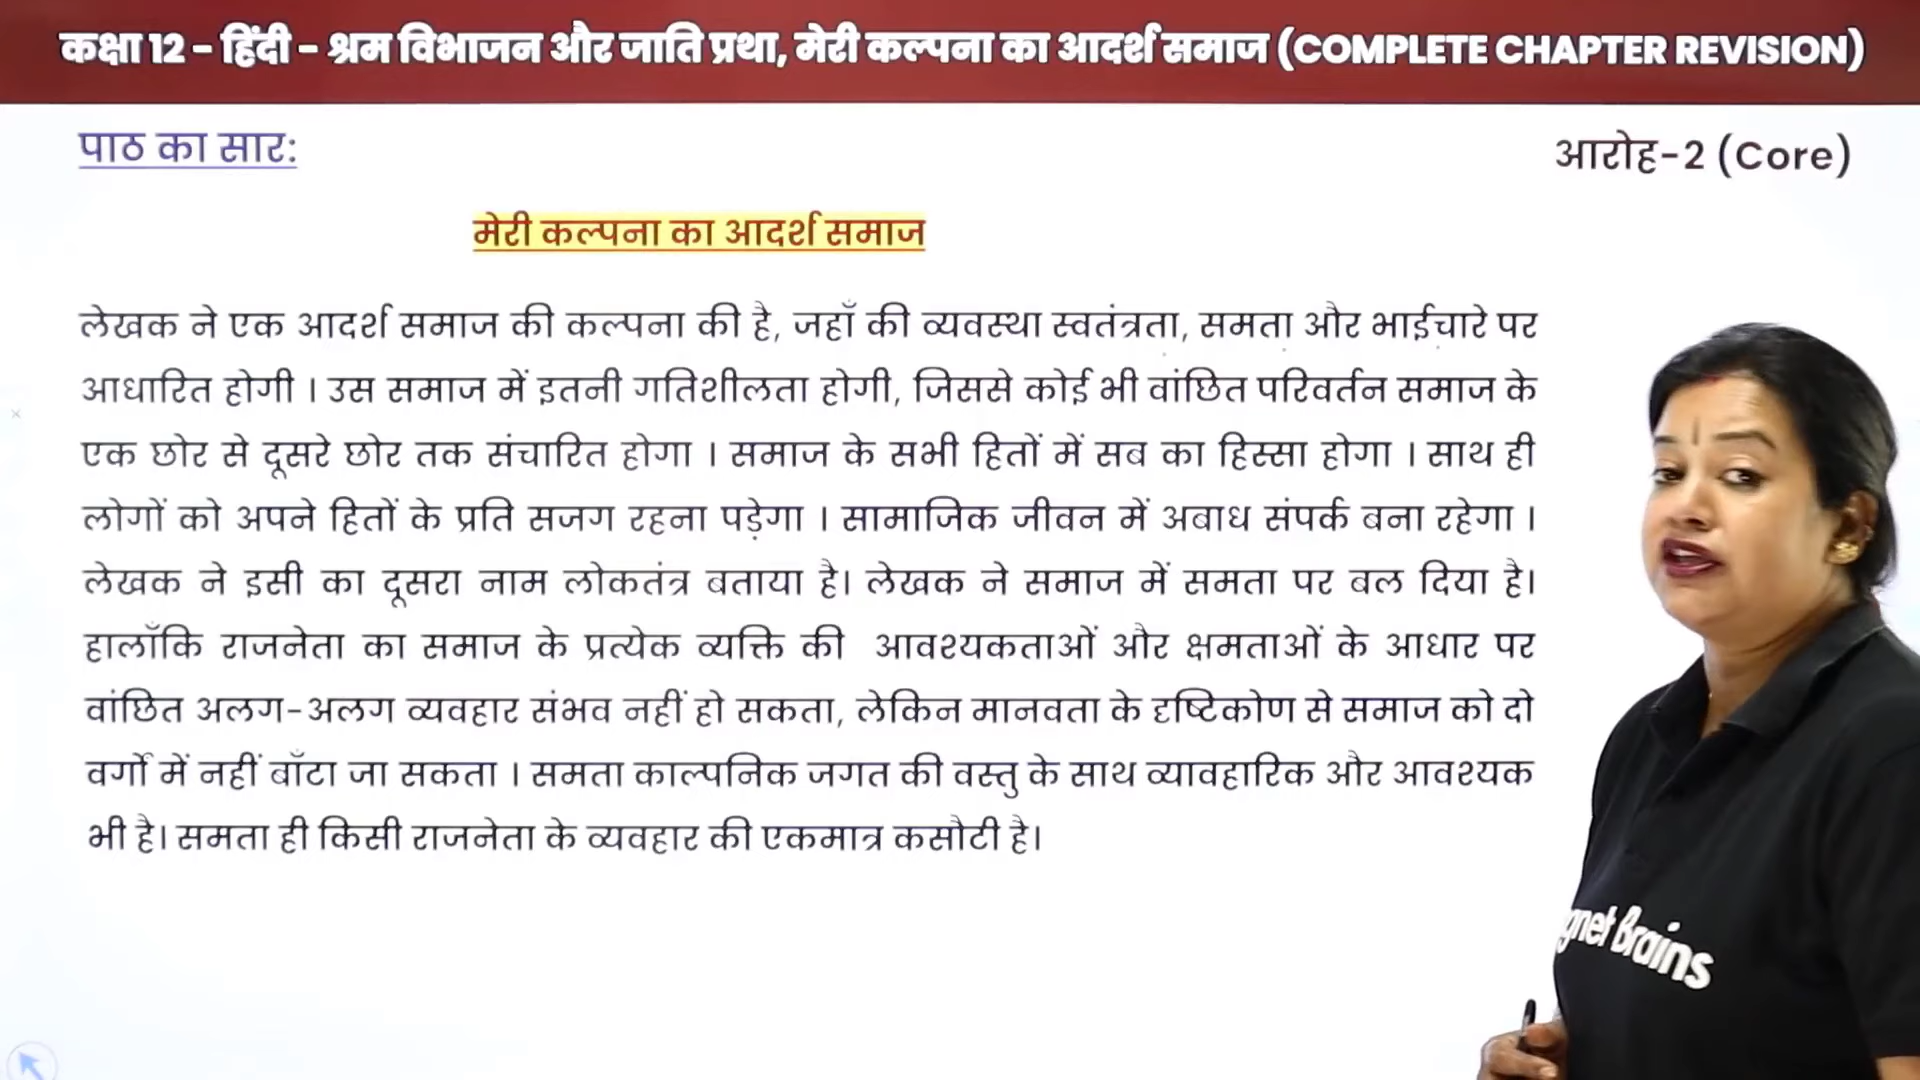 कक्षा 12 - हिंदी - श्रम विभाजन और जाति प्रथा, मेरी कल्पना का आदर्श समाज (COMPLETE CHAPTER REVISION)
पाठ का सार:
आरोह-2 (Core)
मेरी कल्पना का आदर्श समाज
लेखक ने एक आदर्श समाज की कल्पना की है, जहाँ की व्यवस्था स्वतंत्रता, समता और भाईचारे पर
आधारित होगी । उस समाज में इतनी गतिशीलता होगी, जिससे कोई भी वांछित परिवर्तन समाज के
एक छोर से दूसरे छोर तक संचारित होगा । समाज के सभी हितों में सब का हिस्सा होगा । साथ ही
लोगों को अपने हितों के प्रति सजग रहना पड़ेगा । सामाजिक जीवन में अबाध संपर्क बना रहेगा ।
लेखक ने इसी का दूसरा नाम लोकतंत्र बताया है। लेखक ने समाज में समता पर बल दिया है।
हालाँकि राजनेता का समाज के प्रत्येक व्यक्ति की आवश्यकताओं और क्षमताओं के आधार पर
वांछित अलग-अलग व्यवहार संभव नहीं हो सकता, लेकिन मानवता के दृष्टिकोण से समाज को दो
वर्गों में नहीं बाँटा जा सकता । समता काल्पनिक जगत की वस्तु के साथ व्यावहारिक और आवश्यक
भी है। समता ही किसी राजनेता के व्यवहार की एकमात्र कसौटी है।
gnet Brains